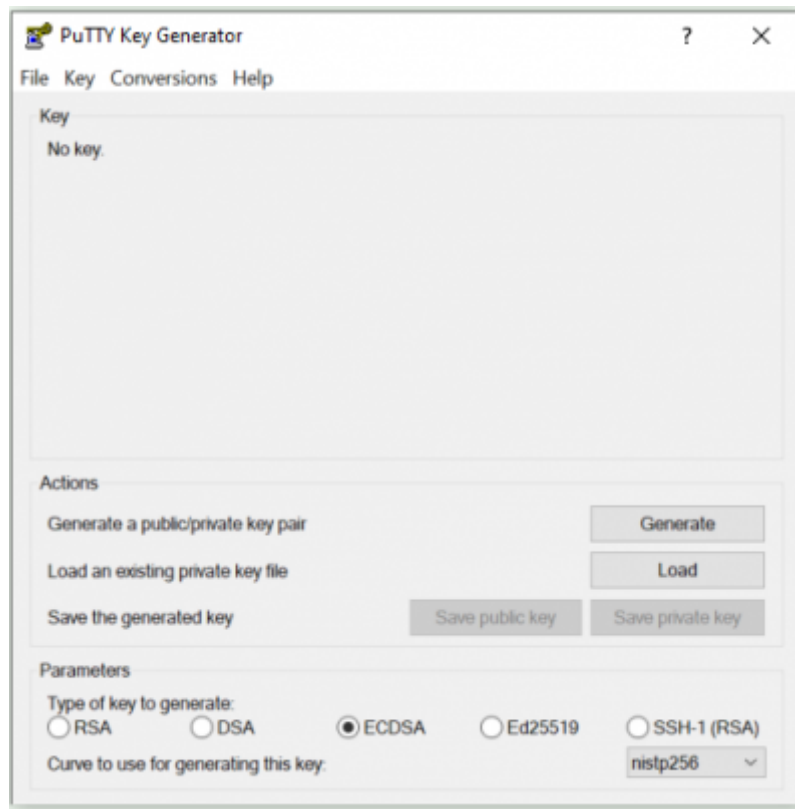 PuTTY Key Generator ?
File Key Conversions Help
Key
No key.
Actions
Generate a public/private key pair Generate
Load an existing private key file Load
Save the generated key Save public key Save private key
Parameters
Type of key to generate:
RSA DSA ECDSA Ed25519 SSH-1 (RSA)
Curve to use for generating this key: nistp256